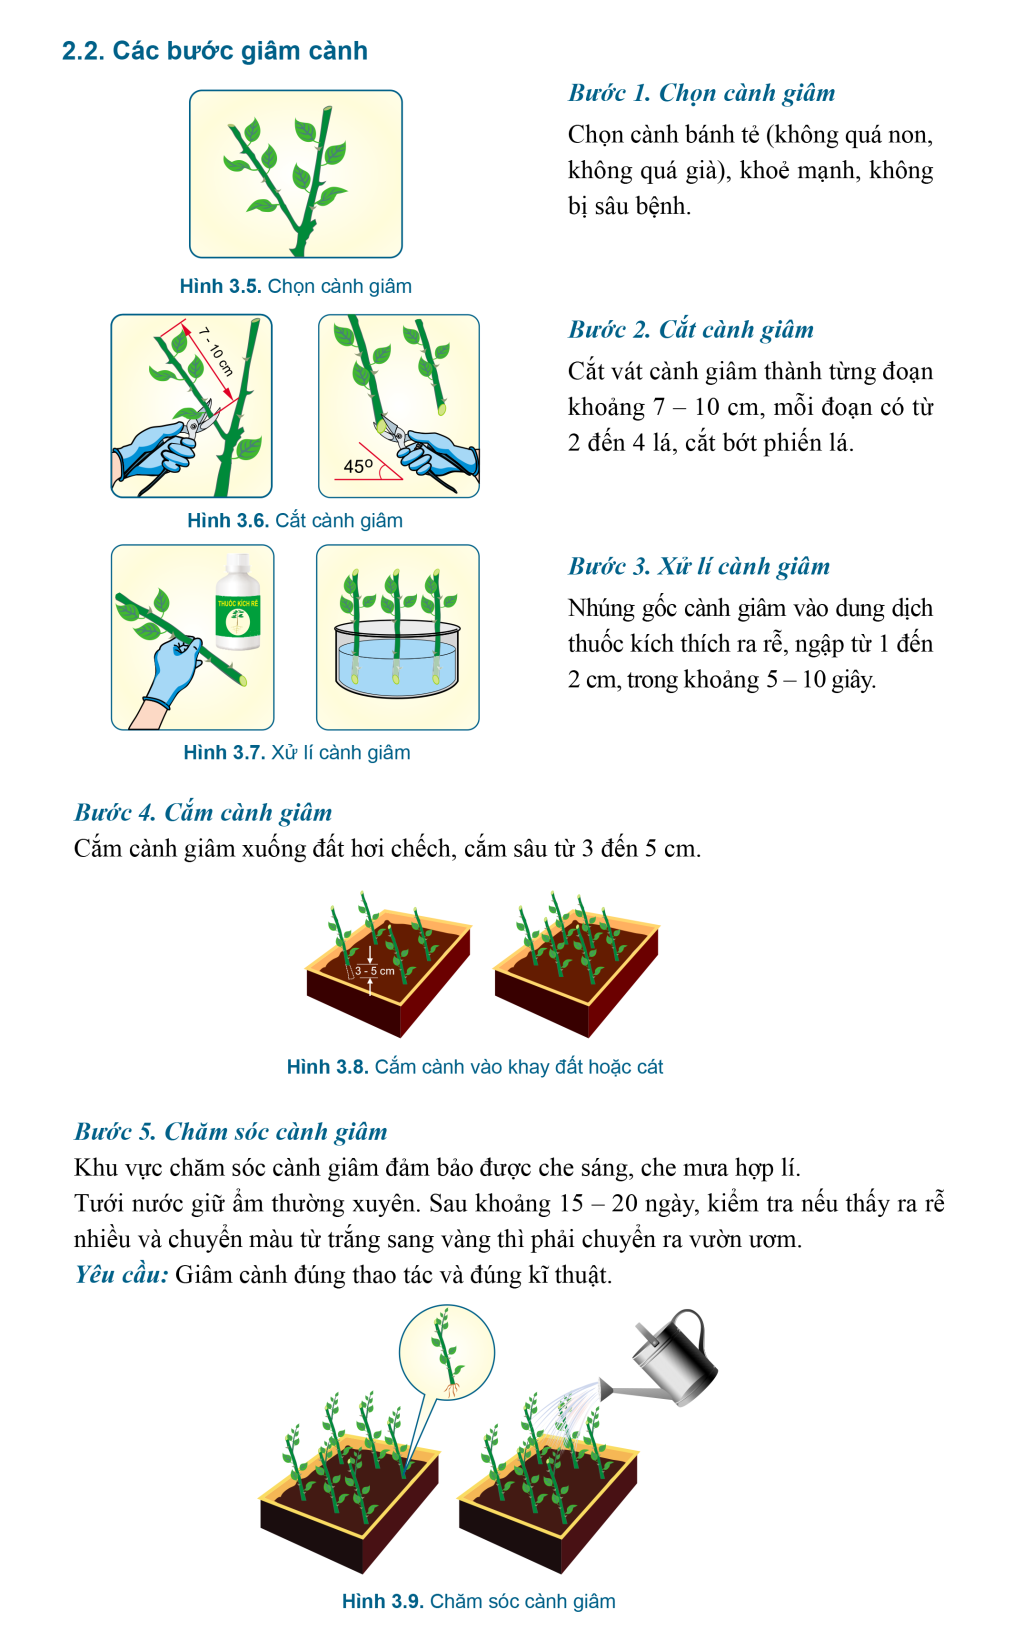 2.2. Các bước giâm cành
Bước 1. Chọn cành giâm
Chọn cành bánh tẻ (không quá non,
không quá già), khoẻ mạnh, không
bị sâu bệnh.
Hình 3.5. Chọn cành giâm
7 - 10 cm
45º
Hình 3.6. Cắt cành giâm
Bước 2. Cắt cành giâm
Cắt vát cành giâm thành từng đoạn
khoảng 7 – 10 cm, mỗi đoạn có từ
2 đến 4 lá, cắt bớt phiến lá.
THUỐC KÍCH RỄ
Hình 3.7. Xử lí cành giâm
Bước 3. Xử lí cành giâm
Nhúng gốc cành giâm vào dung dịch
thuốc kích thích ra rễ, ngập từ 1 đến
2 cm, trong khoảng 5 – 10 giây.
Bước 4. Cắm cành giâm
Cắm cành giâm xuống đất hơi chếch, cắm sâu từ 3 đến 5 cm.
3 - 5 cm
Hình 3.8. Cắm cành vào khay đất hoặc cát
Bước 5. Chăm sóc cành giâm
Khu vực chăm sóc cành giâm đảm bảo được che sáng, che mưa hợp lí.
Tưới nước giữ ẩm thường xuyên. Sau khoảng 15 – 20 ngày, kiểm tra nếu thấy ra rễ
nhiều và chuyển màu từ trắng sang vàng thì phải chuyển ra vườn ươm.
Yêu cầu: Giâm cành đúng thao tác và đúng kĩ thuật.
Hình 3.9. Chăm sóc cành giâm